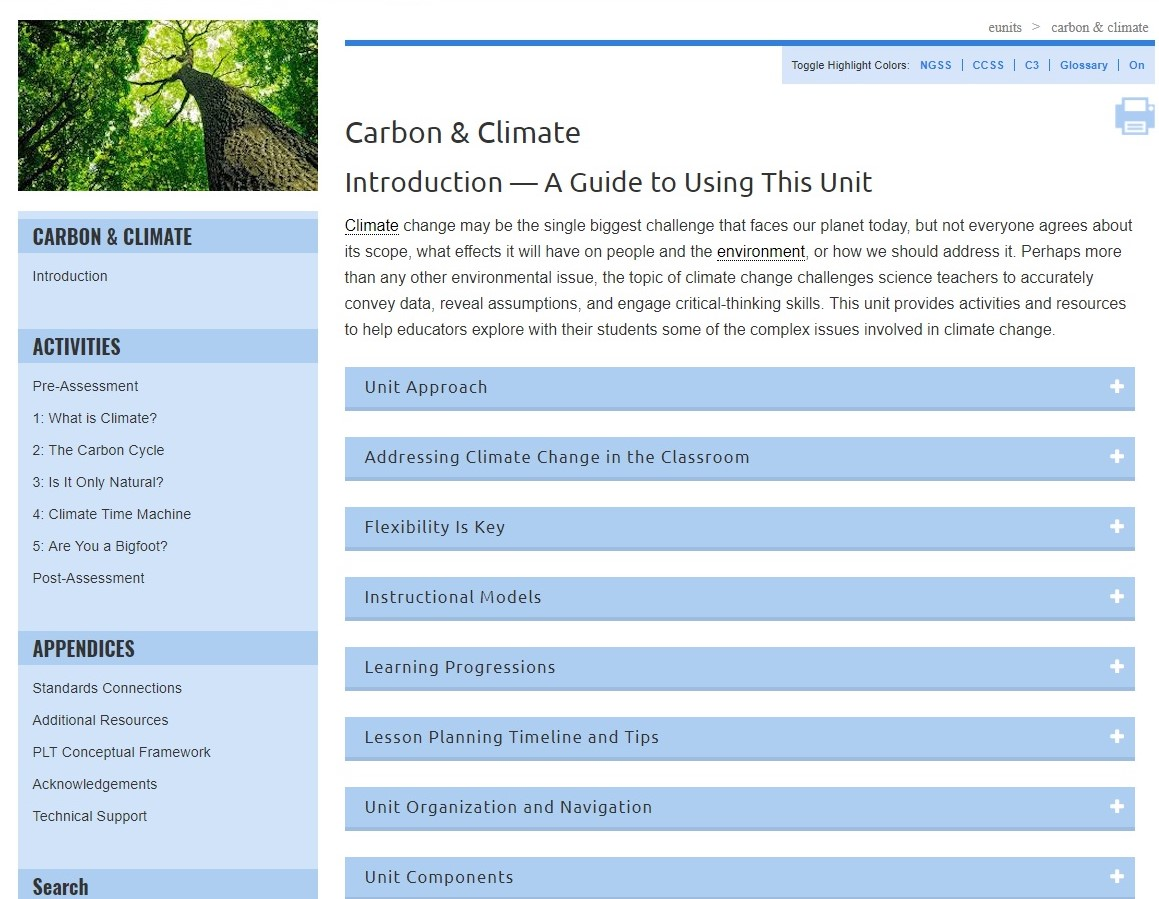 eunits > carbon & climate
Toggle Highlight Colors: NGSS | CCSS | C3 | Glossary | On
CARBON & CLIMATE
Introduction
ACTIVITIES
Pre-Assessment
1: What is Climate?
2: The Carbon Cycle
3: Is It Only Natural?
4: Climate Time Machine
5: Are You a Bigfoot?
Post-Assessment
APPENDICES
Standards Connections
Additional Resources
PLT Conceptual Framework
Acknowledgements
Technical Support
Search
Carbon & Climate
Introduction — A Guide to Using This Unit
Climate change may be the single biggest challenge that faces our planet today, but not everyone agrees about
its scope, what effects it will have on people and the environment, or how we should address it. Perhaps more
than any other environmental issue, the topic of climate change challenges science teachers to accurately
convey data, reveal assumptions, and engage critical-thinking skills. This unit provides activities and resources
to help educators explore with their students some of the complex issues involved in climate change.
Unit Approach
Addressing Climate Change in the Classroom
Flexibility Is Key
Instructional Models
Learning Progressions
Lesson Planning Timeline and Tips
Unit Organization and Navigation
Unit Components